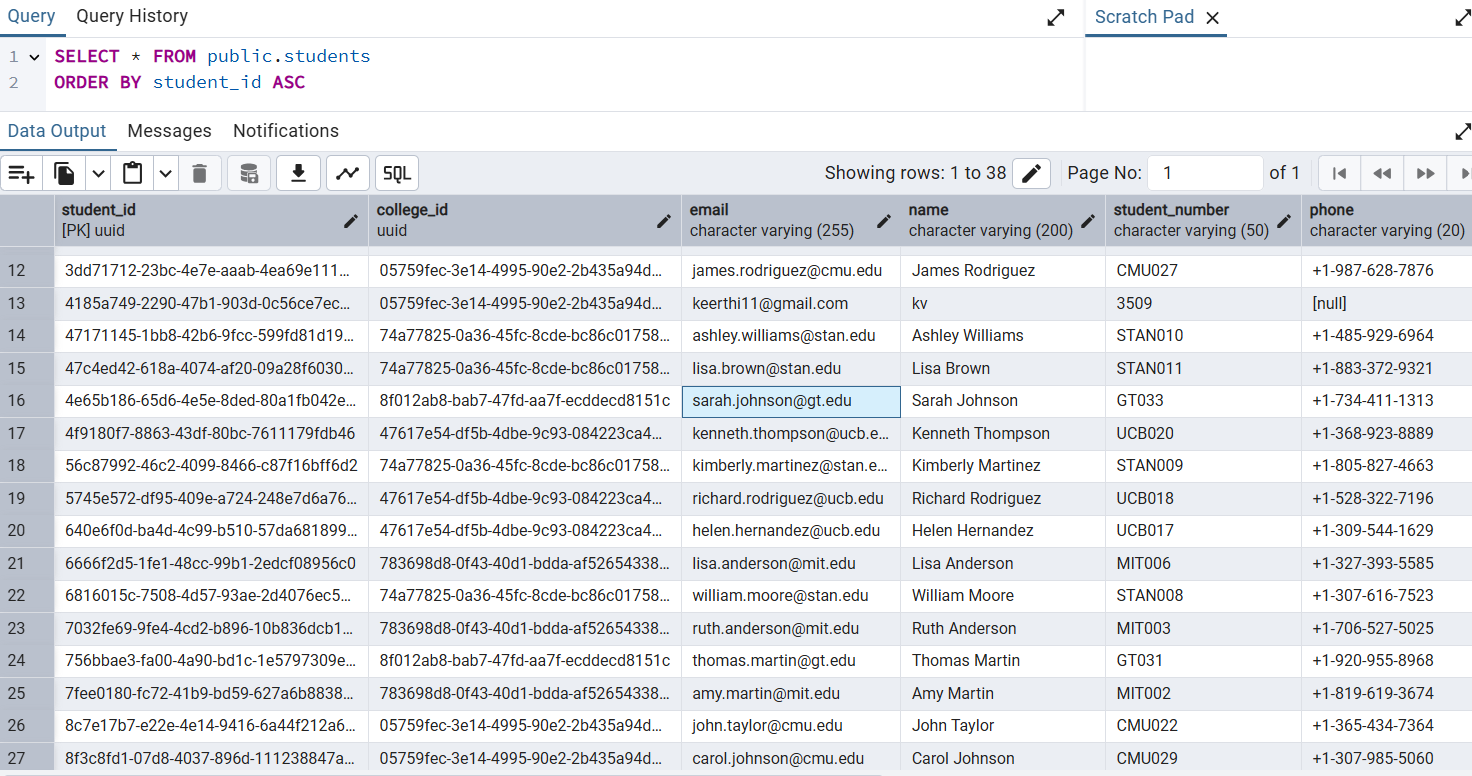 Query Query History Scratch Pad
1 SELECT * FROM public.students
2 ORDER BY student_id ASC
Data Output Messages Notifications
SQL Showing rows: 1 to 38 Page No: 1 of 1
student_id college_id email name student_number phone
[PK] uuid uuid character varying (255) character varying (200) character varying (50) character varying (20)
12 3dd71712-23bc-4e7e-aaab-4ea69e111... 05759fec-3e14-4995-90e2-2b435a94d... james.rodriguez@cmu.edu James Rodriguez CMU027 +1-987-628-7876
13 4185a749-2290-47b1-903d-0c56ce7ec... 05759fec-3e14-4995-90e2-2b435a94d... keerthi11@gmail.com kv 3509 [null]
14 47171145-1bb8-42b6-9fcc-599fd81d19... 74a77825-0a36-45fc-8cde-bc86c01758... ashley.williams@stan.edu Ashley Williams STAN010 +1-485-929-6964
15 47c4ed42-618a-4074-af20-09a28f6030... 74a77825-0a36-45fc-8cde-bc86c01758... lisa.brown@stan.edu Lisa Brown STAN011 +1-883-372-9321
16 4e65b186-65d6-4e5e-8ded-80a1fb042e... 8f012ab8-bab7-47fd-aa7f-ecddecd8151c sarah.johnson@gt.edu Sarah Johnson GT033 +1-734-411-1313
17 4f9180f7-8863-43df-80bc-7611179fdb46 47617e54-df5b-4dbe-9c93-084223ca4... kenneth.thompson@ucb.e... Kenneth Thompson UCB020 +1-368-923-8889
18 56c87992-46c2-4099-8466-c87f16bff6d2 74a77825-0a36-45fc-8cde-bc86c01758... kimberly.martinez@stan.e... Kimberly Martinez STAN009 +1-805-827-4663
19 5745e572-df95-409e-a724-248e7d6a76... 47617e54-df5b-4dbe-9c93-084223ca4... richard.rodriguez@ucb.edu Richard Rodriguez UCB018 +1-528-322-7196
20 640e6f0d-ba4d-4c99-b510-57da681899... 47617e54-df5b-4dbe-9c93-084223ca4... helen.hernandez@ucb.edu Helen Hernandez UCB017 +1-309-544-1629
21 6666f2d5-1fe1-48cc-99b1-2edcf08956c0 783698d8-0f43-40d1-bdda-af52654338... lisa.anderson@mit.edu Lisa Anderson MIT006 +1-327-393-5585
22 6816015c-7508-4d57-93ae-2d4076ec5... 74a77825-0a36-45fc-8cde-bc86c01758... william.moore@stan.edu William Moore STAN008 +1-307-616-7523
23 7032fe69-9fe4-4cd2-b896-10b836dcb1... 783698d8-0f43-40d1-bdda-af52654338... ruth.anderson@mit.edu Ruth Anderson MIT003 +1-706-527-5025
24 756bbae3-fa00-4a90-bd1c-1e5797309e... 8f012ab8-bab7-47fd-aa7f-ecddecd8151c thomas.martin@gt.edu Thomas Martin GT031 +1-920-955-8968
25 7fee0180-fc72-41b9-bd59-627a6b8838... 783698d8-0f43-40d1-bdda-af52654338... amy.martin@mit.edu Amy Martin MIT002 +1-819-619-3674
26 8c7e17b7-e22e-4e14-9416-6a44f212a6... 05759fec-3e14-4995-90e2-2b435a94d... john.taylor@cmu.edu John Taylor CMU022 +1-365-434-7364
27 8f3c8fd1-07d8-4037-896d-111238847a... 05759fec-3e14-4995-90e2-2b435a94d... carol.johnson@cmu.edu Carol Johnson CMU029 +1-307-985-5060